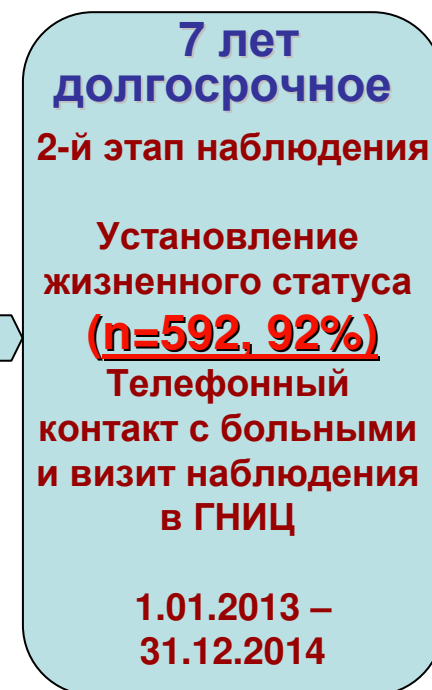 7 лет
долгосрочное
2-й этап наблюдения
Установление
жизненного статуса
(n=592, 92%)
Телефонный
контакт с больными
и визит наблюдения
в ГНИЦ
1.01.2013 –
31.12.2014